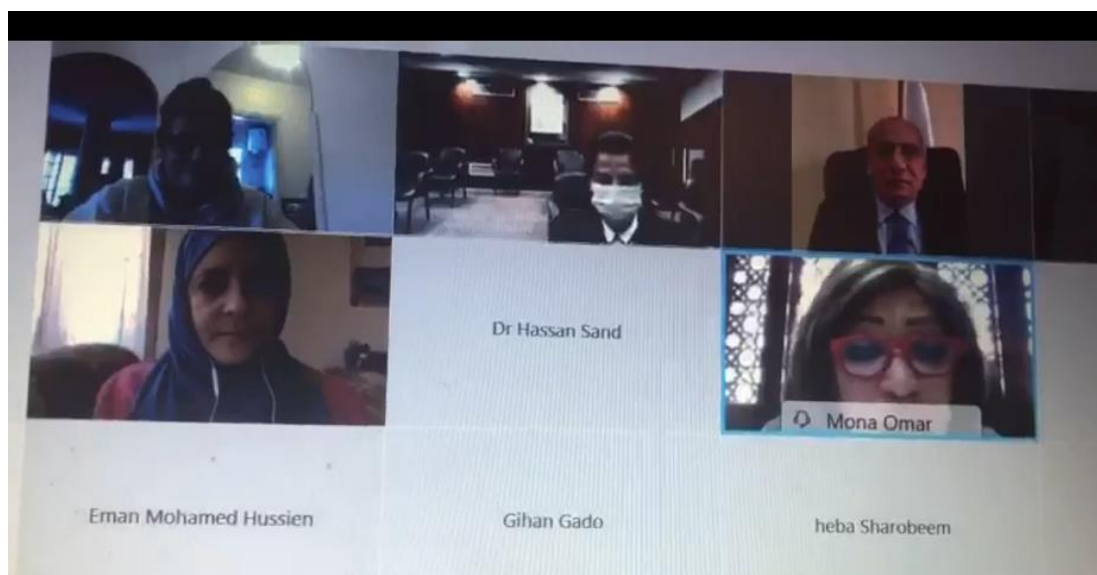 Dr Hassan Sand
Mona Omar
Eman Mohamed Hussien
Gihan Gado
heba Sharobeem